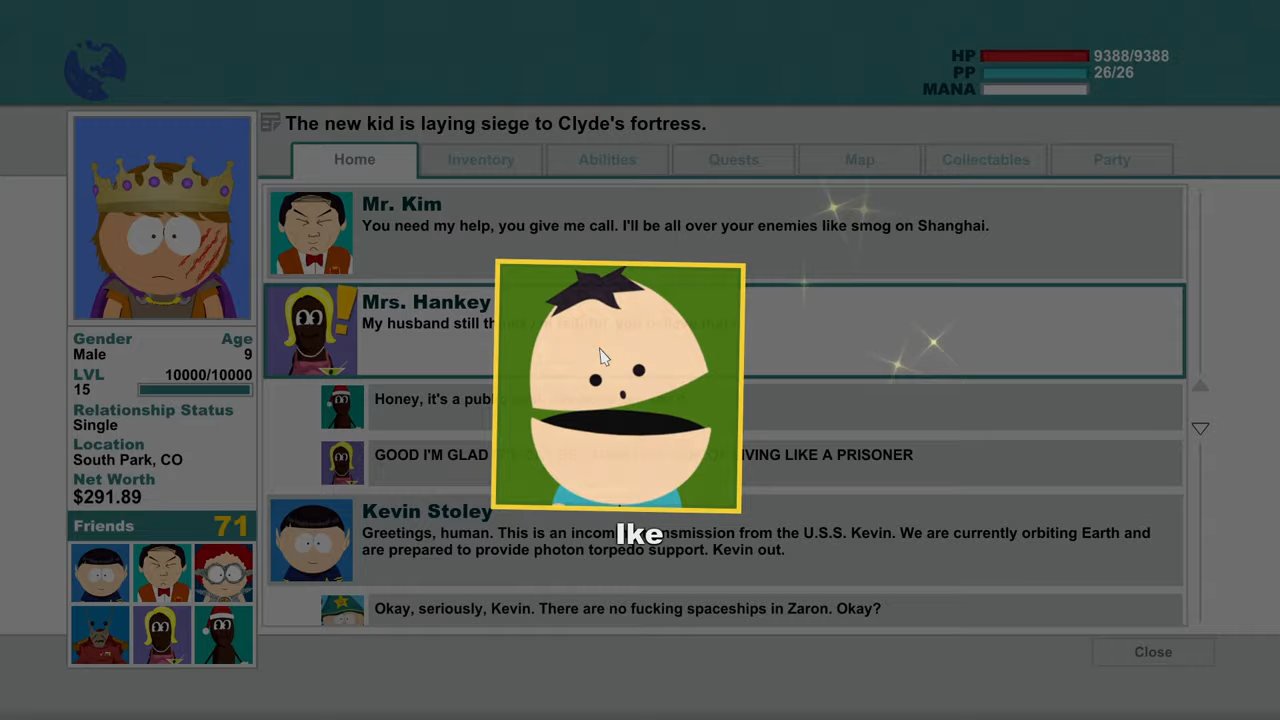 HP 9388/9388
PP 26/26
MANA
The new kid is laying siege to Clyde's fortress.
Home Inventory Abilities Quests Map Collectables Party
Mr. Kim
You need my help, you give me call. I'll be all over your enemies like smog on Shanghai.
Mrs. Hankey
My husband still
Honey, it's a
GOOD I'M GLAD LIVING LIKE A PRISONER
Kevin Stoley
Greetings, human. This is an transmission from the U.S.S. Kevin. We are currently orbiting Earth and
are prepared to provide photon torpedo support. Kevin out.
Okay, seriously, Kevin. There are no fucking spaceships in Zaron. Okay?
Ike
Gender Age
Male 9
LVL 10000/10000
15
Relationship Status
Single
Location
South Park, CO
Net Worth
$291.89
Friends 71
Close